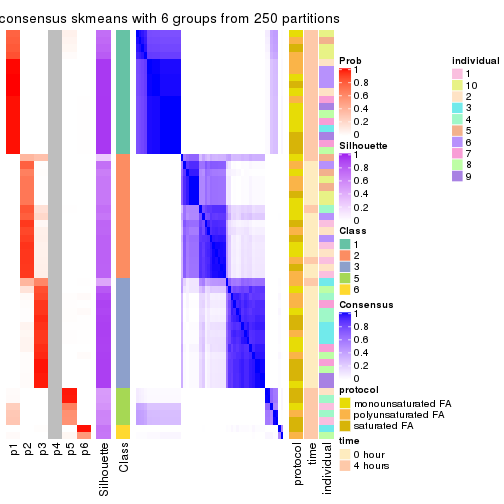 consensus skmeans with 6 groups from 250 partitions
p1
p2
p3
p4
p5
p6
Silhouette
Class
protocol
time
individual
Prob
1
0.8
0.6
0.4
0.2
0
Silhouette
1
0.8
0.6
0.4
0.2
0
Class
1
2
3
5
6
Consensus
1
0.8
0.6
0.4
0.2
0
protocol
monounsaturated FA
polyunsaturated FA
saturated FA
time
0 hour
4 hours
individual
1
10
2
3
4
5
6
7
8
9